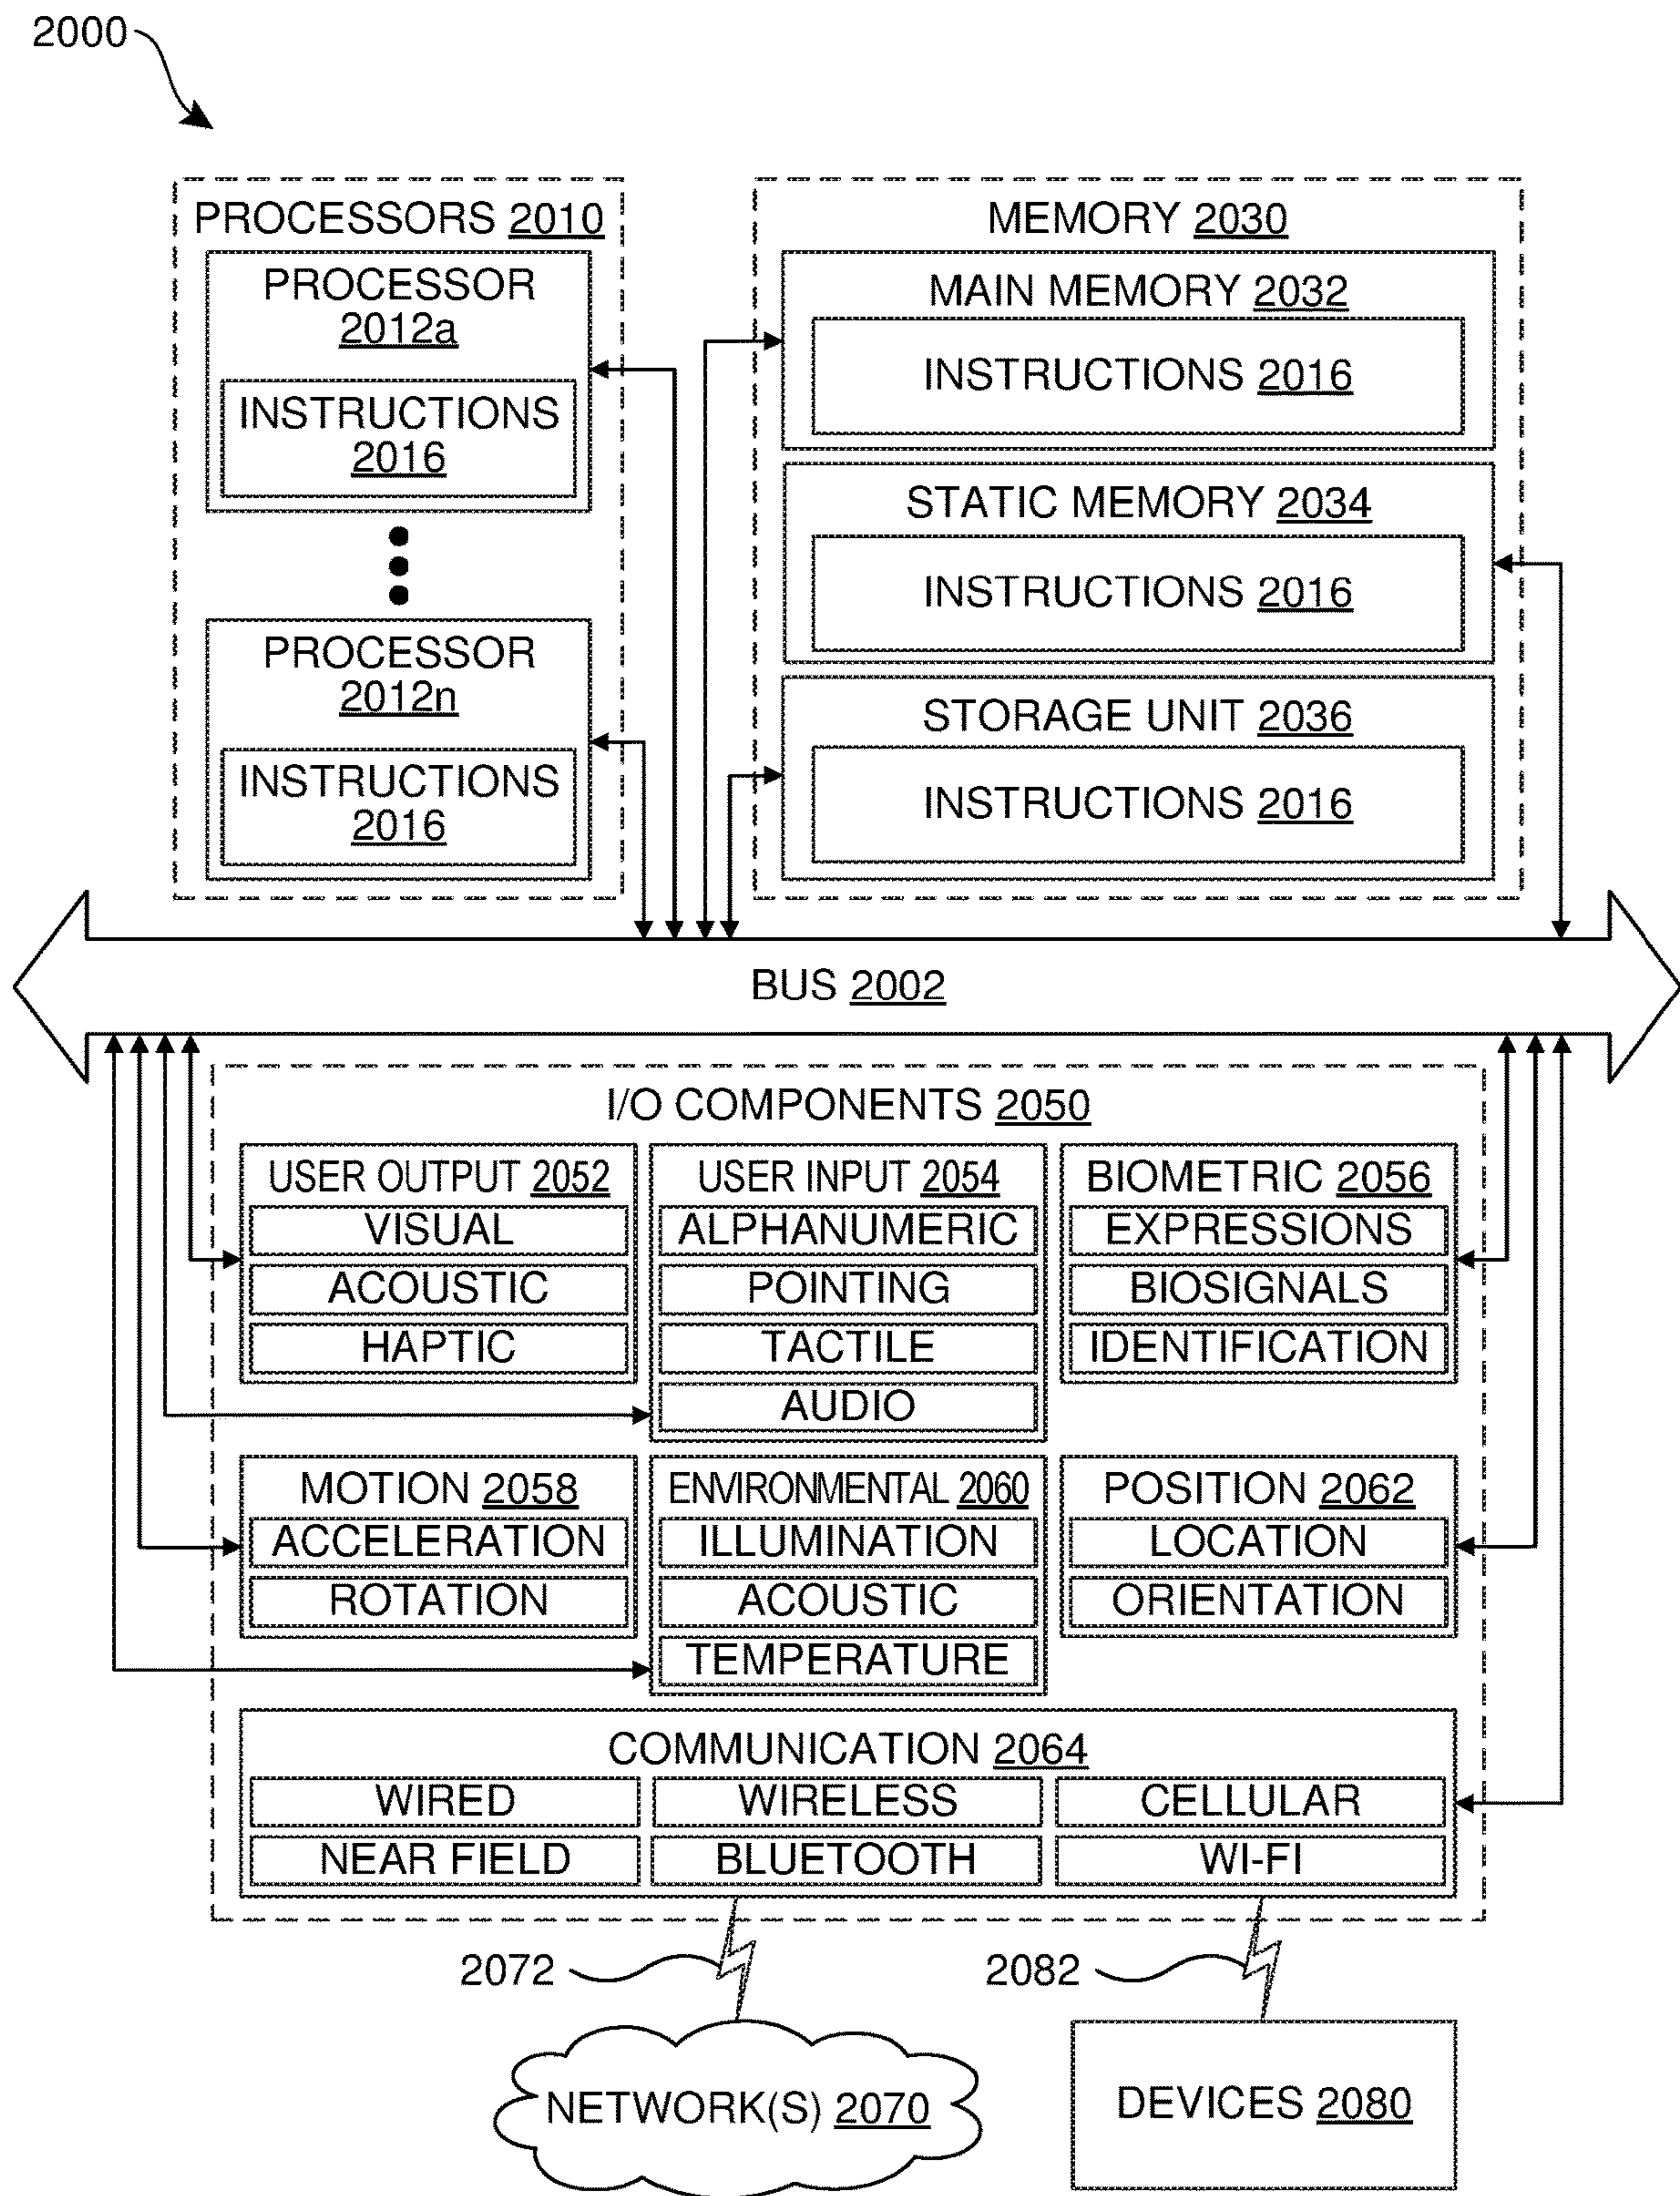 2000
PROCESSORS 2010
PROCESSOR
2012a
INSTRUCTIONS
2016
PROCESSOR
2012n
INSTRUCTIONS
2016
MEMORY 2030
MAIN MEMORY 2032
INSTRUCTIONS 2016
STATIC MEMORY 2034
INSTRUCTIONS 2016
STORAGE UNIT 2036
INSTRUCTIONS 2016
BUS 2002
I/O COMPONENTS 2050
USER OUTPUT 2052
VISUAL
ACOUSTIC
HAPTIC
USER INPUT 2054
ALPHANUMERIC
POINTING
TACTILE
AUDIO
BIOMETRIC 2056
EXPRESSIONS
BIOSIGNALS
IDENTIFICATION
MOTION 2058
ACCELERATION
ROTATION
ENVIRONMENTAL 2060
ILLUMINATION
ACOUSTIC
TEMPERATURE
POSITION 2062
LOCATION
ORIENTATION
COMMUNICATION 2064
WIRED
WIRELESS
CELLULAR
NEAR FIELD
BLUETOOTH
WI-FI
2072
2082
NETWORK(S) 2070
DEVICES 2080